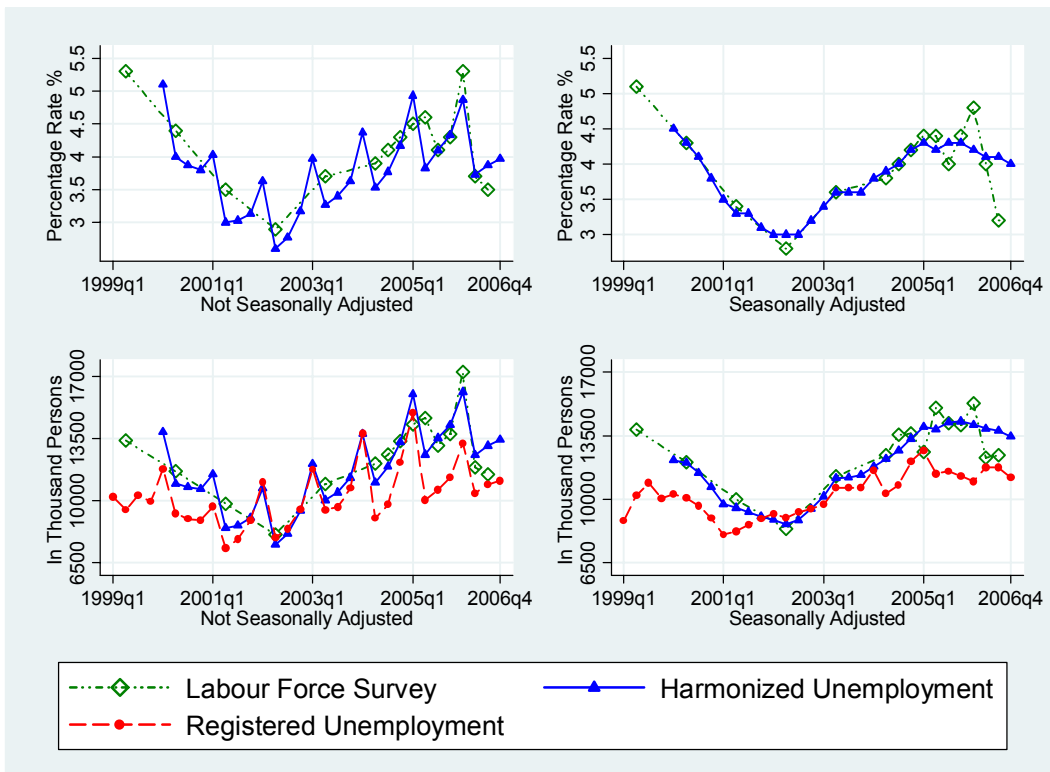 Percentage Rate %
5.5
5
4.5
4
3.5
3
1999q1 2001q1 2003q1 2005q1 2006q4
Not Seasonally Adjusted
Percentage Rate %
5.5
5
4.5
4
3.5
3
1999q1 2001q1 2003q1 2005q1 2006q4
Seasonally Adjusted
In Thousand Persons
17000
13500
10000
6500
1999q1 2001q1 2003q1 2005q1 2006q4
Not Seasonally Adjusted
In Thousand Persons
17000
13500
10000
6500
1999q1 2001q1 2003q1 2005q1 2006q4
Seasonally Adjusted
Labour Force Survey Harmonized Unemployment
Registered Unemployment